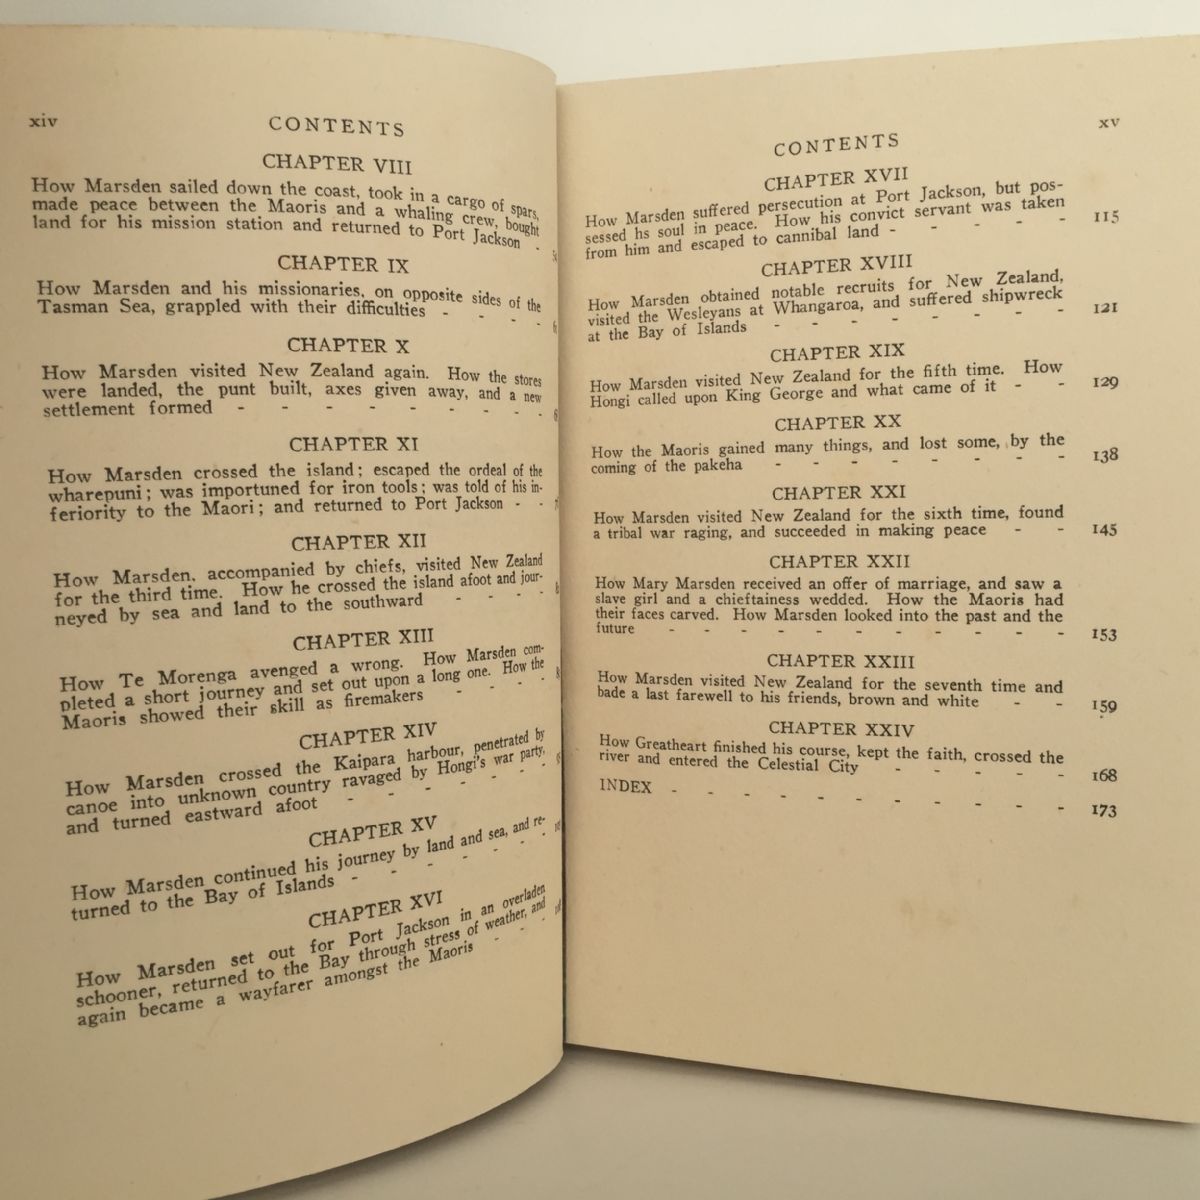 xiv
CONTENTS
CHAPTER VIII
How Marsden sailed down the coast, took in a cargo of spars,
made peace between the Maoris and a whaling crew, bought
land for his mission station and returned to Port Jackson -
CHAPTER IX
How Marsden and his missionaries, on opposite sides of the
Tasman Sea, grappled with their difficulties - - - -
CHAPTER X
How Marsden visited New Zealand again. How the stores
were landed, the punt built, axes given away, and a new
settlement formed - - - - - - - -
CHAPTER XI
How Marsden crossed the island; escaped the ordeal of the
wharepuni; was importuned for iron tools; was told of his in-
feriority to the Maori; and returned to Port Jackson - -
CHAPTER XII
How Marsden, accompanied by chiefs, visited New Zealand
for the third time. How he crossed the island afoot and jour-
neyed by sea and land to the southward - - - -
CHAPTER XIII
How Te Morenga avenged a wrong. How Marsden com-
pleted a short journey and set out upon a long one. How the
Maoris showed their skill as firemakers - - - -
CHAPTER XIV
How Marsden crossed the Kaipara harbour, penetrated by
canoe into unknown country ravaged by Hongi's war party,
and turned eastward afoot - - - - - -
CHAPTER XV
How Marsden continued his journey by land and sea, and re-
turned to the Bay of Islands - - - - - -
CHAPTER XVI
How Marsden set out for Port Jackson in an overladen
schooner, returned to the Bay through stress of weather, and
again became a wayfarer amongst the Maoris - - -
CONTENTS
xv
CHAPTER XVII
How Marsden suffered persecution at Port Jackson, but pos-
sessed hs soul in peace. How his convict servant was taken
from him and escaped to cannibal land - - - - - 115
CHAPTER XVIII
How Marsden obtained notable recruits for New Zealand,
visited the Wesleyans at Whangaroa, and suffered shipwreck
at the Bay of Islands - - - - - - - - 121
CHAPTER XIX
How Marsden visited New Zealand for the fifth time. How
Hongi called upon King George and what came of it - - 129
CHAPTER XX
How the Maoris gained many things, and lost some, by the
coming of the pakeha - - - - - - - - 138
CHAPTER XXI
How Marsden visited New Zealand for the sixth time, found
a tribal war raging, and succeeded in making peace - - 145
CHAPTER XXII
How Mary Marsden received an offer of marriage, and saw a
slave girl and a chieftainess wedded. How the Maoris had
their faces carved. How Marsden looked into the past and the
future - - - - - - - - - - 153
CHAPTER XXIII
How Marsden visited New Zealand for the seventh time and
bade a last farewell to his friends, brown and white - - 159
CHAPTER XXIV
How Greatheart finished his course, kept the faith, crossed the
river and entered the Celestial City - - - - - 168
INDEX - - - - - - - - - - - 173